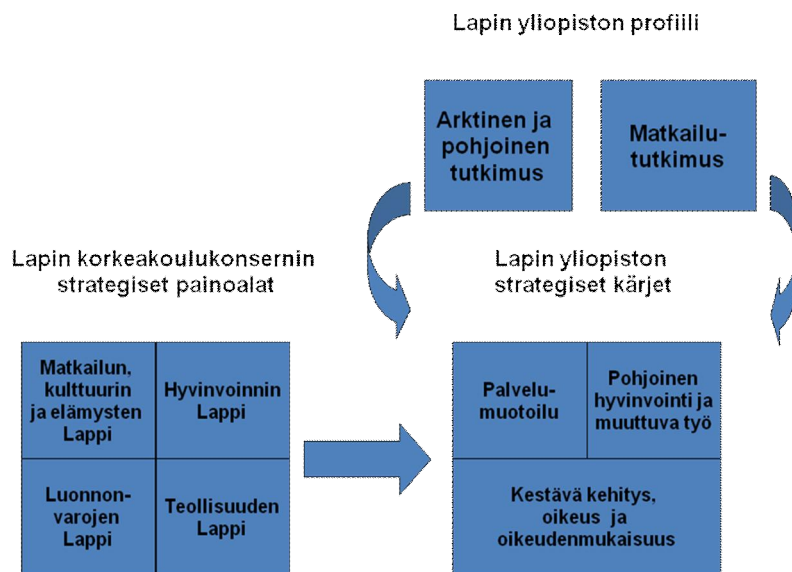 Lapin yliopiston profiili
Arktinen ja
pohjoinen
tutkimus
Matkailu-
tutkimus
Lapin korkeakoulukonsernin
strategiset painoalat
Lapin yliopiston
strategiset kärjet
Matkailun,
kulttuurin
ja elämysten
Lappi
Hyvinvoinnin
Lappi
Luonnon-
varojen
Lappi
Teollisuuden
Lappi
Palvelu-
muotoilu
Pohjoinen
hyvinvointi ja
muuttuva työ
Kestävä kehitys,
oikeus ja
oikeudenmukaisuus